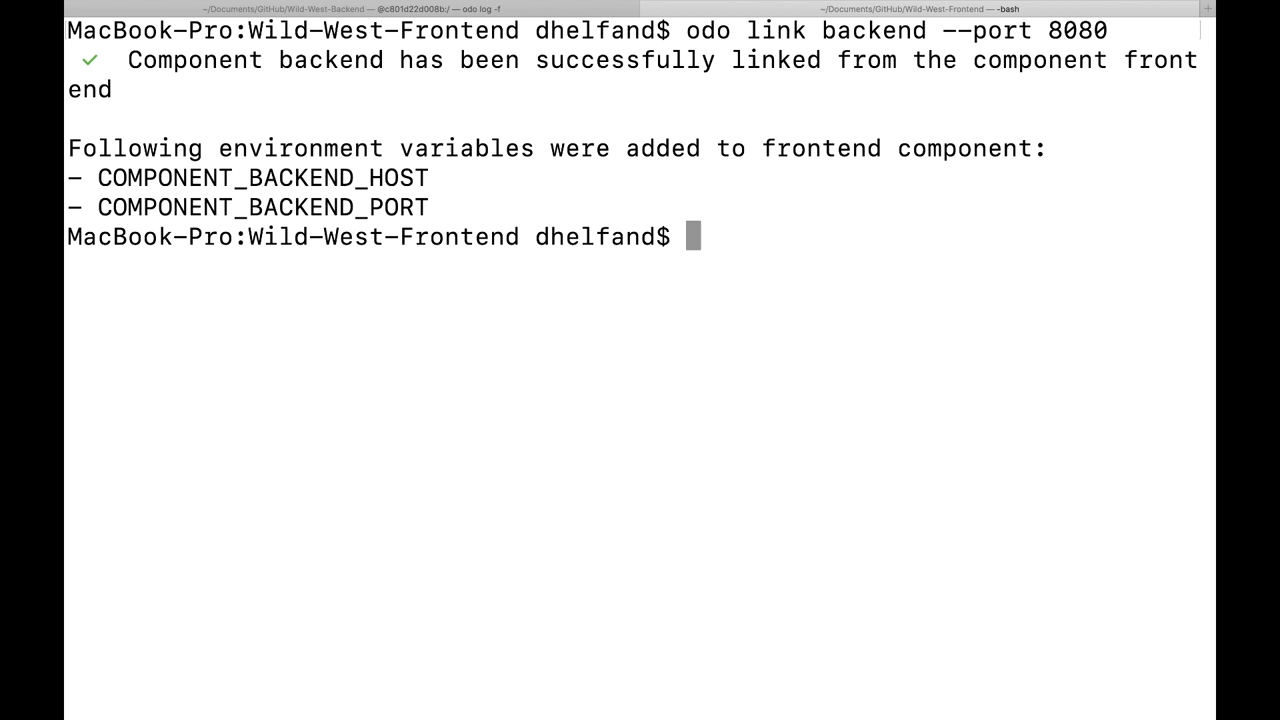 ~/Documents/GitHub/Wild-West-Backend — @c801d22d008b:/ — odo log -f
~/Documents/GitHub/Wild-West-Frontend — -bash
+
MacBook-Pro:Wild-West-Frontend dhelfand$ odo link backend --port 8080
✓ Component backend has been successfully linked from the component front
end
Following environment variables were added to frontend component:
- COMPONENT_BACKEND_HOST
- COMPONENT_BACKEND_PORT
MacBook-Pro:Wild-West-Frontend dhelfand$